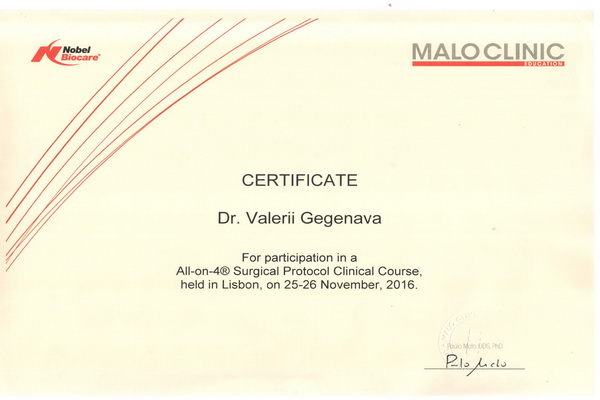 Nobel
Biocare®
MALO CLINIC
EDUCATION
CERTIFICATE
Dr. Valerii Gegenava
For participation in a
All-on-4® Surgical Protocol Clinical Course,
held in Lisbon, on 25-26 November, 2016.
Paulo Malo, DDS, PhD